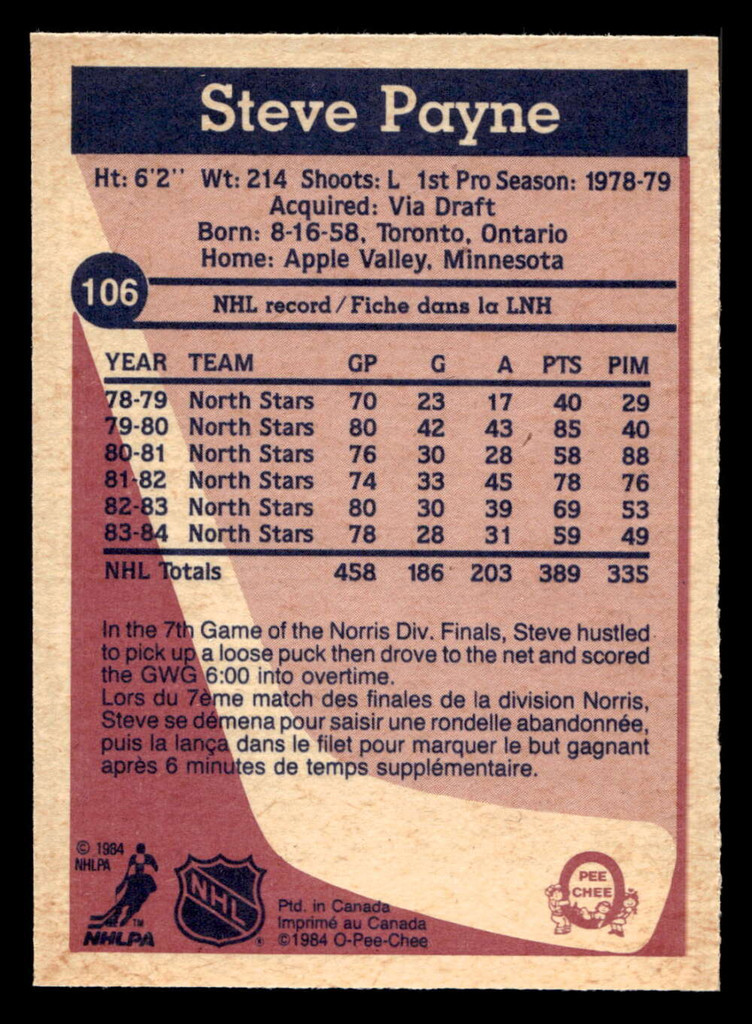 Steve Payne
Ht: 6'2'' Wt: 214 Shoots: L 1st Pro Season: 1978-79
Acquired: Via Draft
Born: 8-16-58, Toronto, Ontario
Home: Apple Valley, Minnesota
106
NHL record/Fiche dans la LNH
YEAR TEAM GP G A PTS PIM
78-79 North Stars 70 23 17 40 29
79-80 North Stars 80 42 43 85 40
80-81 North Stars 76 30 28 58 88
81-82 North Stars 74 33 45 78 76
82-83 North Stars 80 30 39 69 53
83-84 North Stars 78 28 31 59 49
NHL Totals 458 186 203 389 335
In the 7th Game of the Norris Div. Finals, Steve hustled
to pick up a loose puck then drove to the net and scored
the GWG 6:00 into overtime.
Lors du 7ème match des finales de la division Norris,
Steve se démena pour saisir une rondelle abandonnée,
puis la lança dans le filet pour marquer le but gagnant
après 6 minutes de temps supplémentaire.
© 1984
NHLPA
TM
NHLPA
NHL
®
Ptd. in Canada
Imprimé au Canada
©1984 O-Pee-Chee
O
PEE
CHEE